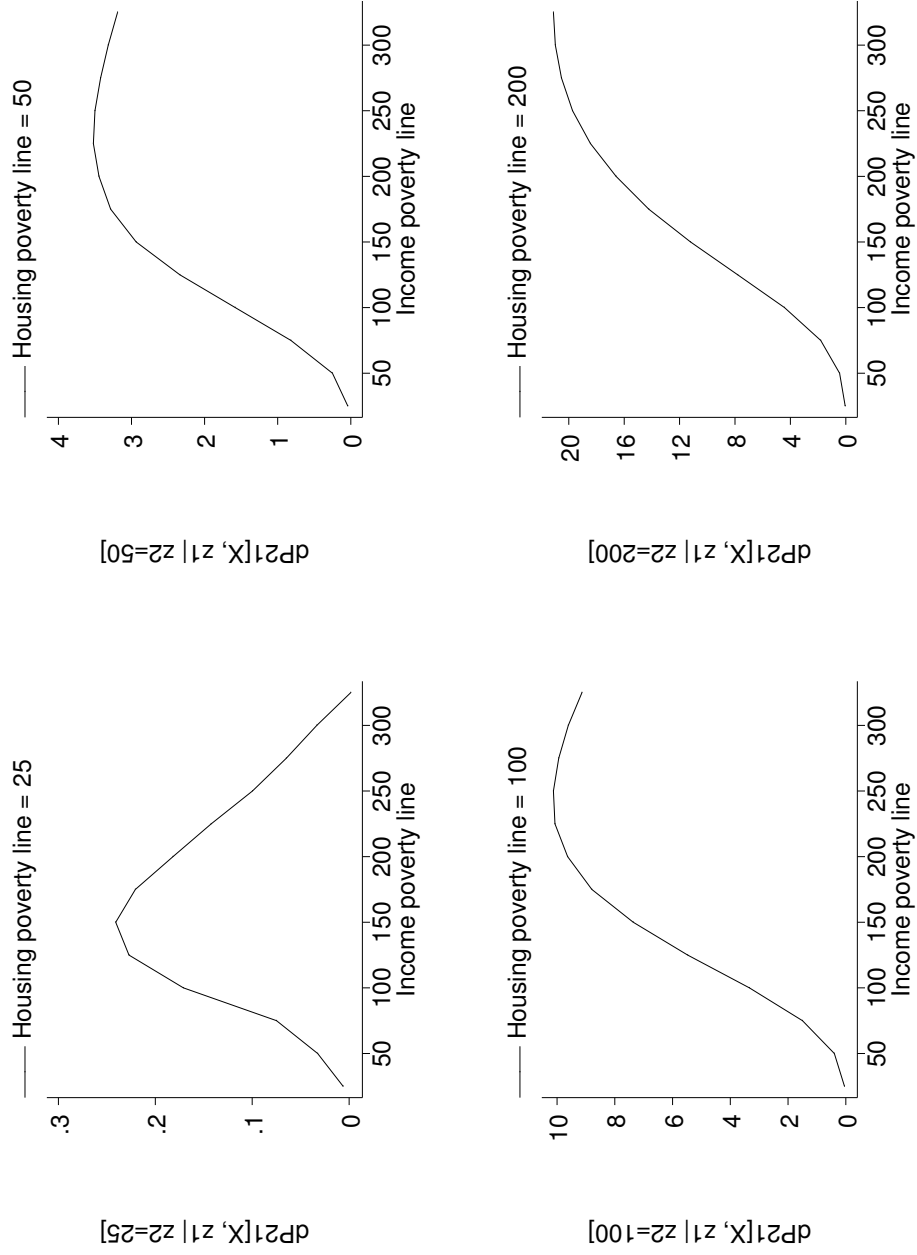 Housing poverty line = 25
dP21[X, z1 | z2=25]
.3
.2
.1
0
50 100 150 200 250 300
Income poverty line
Housing poverty line = 50
dP21[X, z1 | z2=50]
4
3
2
1
0
50 100 150 200 250 300
Income poverty line
Housing poverty line = 100
dP21[X, z1 | z2=100]
10
8
6
4
2
0
50 100 150 200 250 300
Income poverty line
Housing poverty line = 200
dP21[X, z1 | z2=200]
20
16
12
8
4
0
50 100 150 200 250 300
Income poverty line